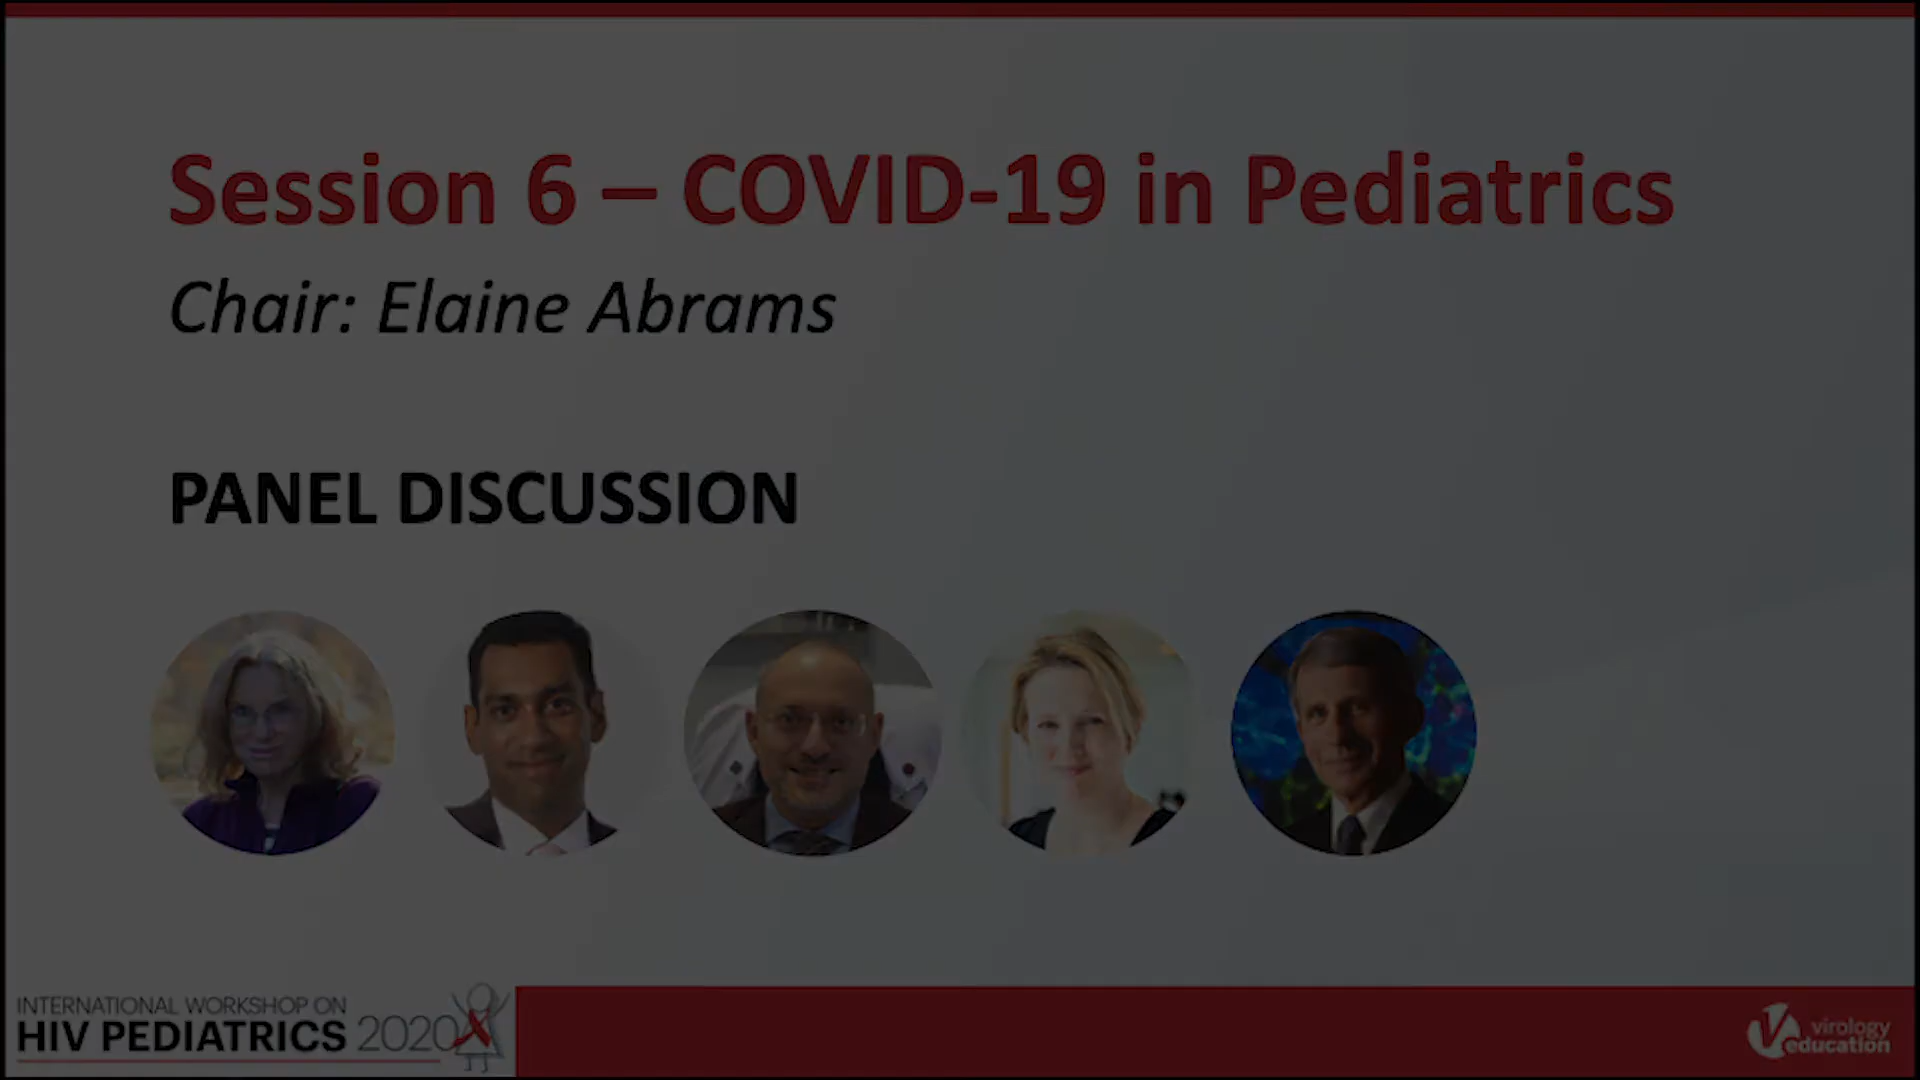 Session 6 – COVID-19 in Pediatrics
Chair: Elaine Abrams
PANEL DISCUSSION
INTERNATIONAL WORKSHOP ON
HIV PEDIATRICS 2020
virology
education